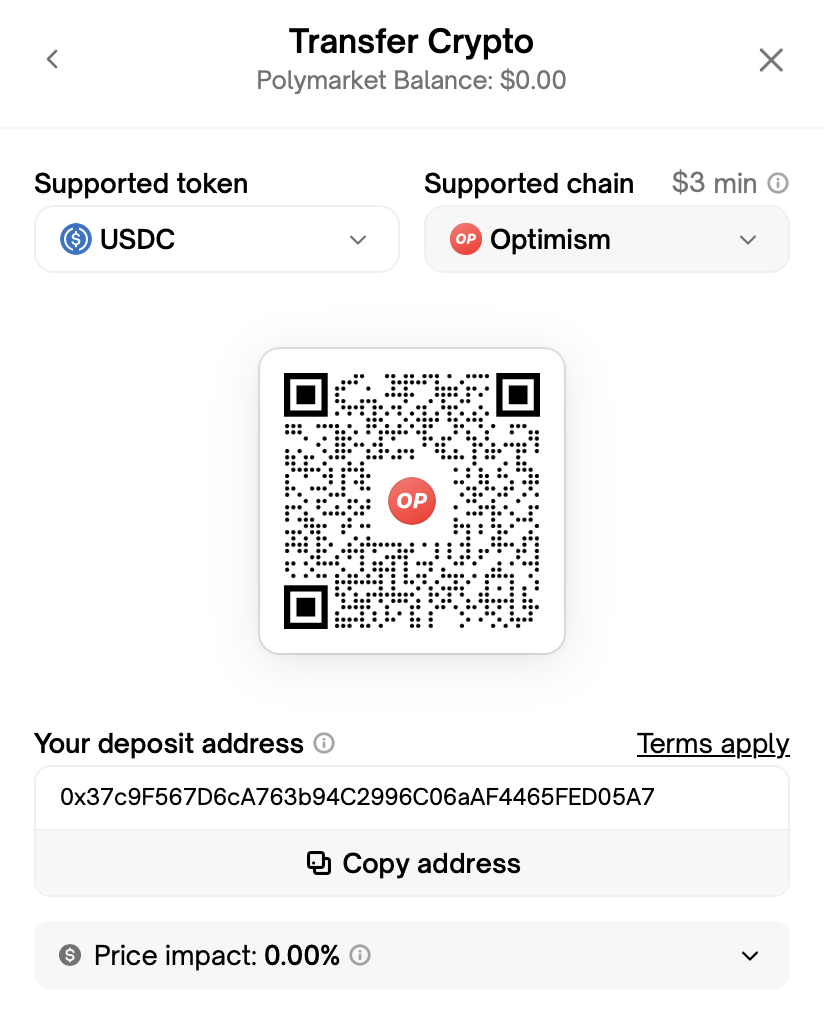 Transfer Crypto
Polymarket Balance: $0.00
Supported token
Supported chain $3 min
USDC
OP Optimism
OP
Your deposit address Terms apply
0x37c9F567D6cA763b94C2996C06aAF4465FED05A7
Copy address
Price impact: 0.00%